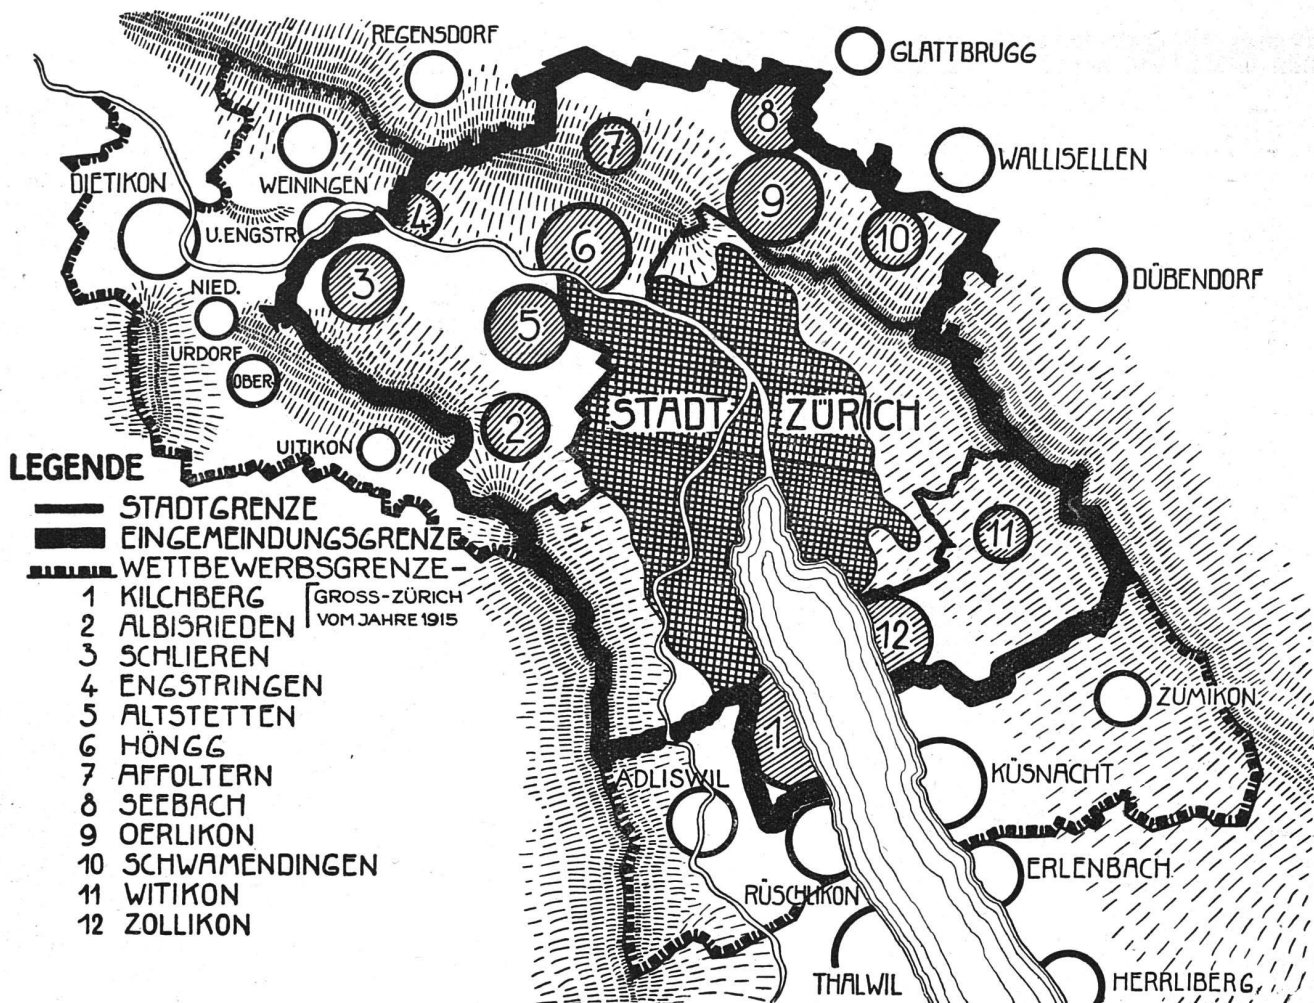 REGENSDORF
GLATTBRUGG
8
7
WALLISELLEN
DIETIKON
WEININGEN
9
4
U.ENGSTR.
6
10
3
NIED.
DÜBENDORF
5
URDORF
OBER-
STADT ZÜRICH
2
UITIKON
11
12
ZUMIKON
1
ADLISWIL
KÜSNACHT
ERLENBACH
RÜSCHLIKON
THALWIL
HERRLIBERG
LEGENDE
STADTGRENZE
EINGEMEINDUNGSGRENZE
WETTBEWERBSGRENZE-
GROSS-ZÜRICH
VOM JAHRE 1915
1 KILCHBERG
2 ALBISRIEDEN
3 SCHLIEREN
4 ENGSTRINGEN
5 ALTSTETTEN
6 HÖNGG
7 AFFOLTERN
8 SEEBACH
9 OERLIKON
10 SCHWAMENDINGEN
11 WITIKON
12 ZOLLIKON